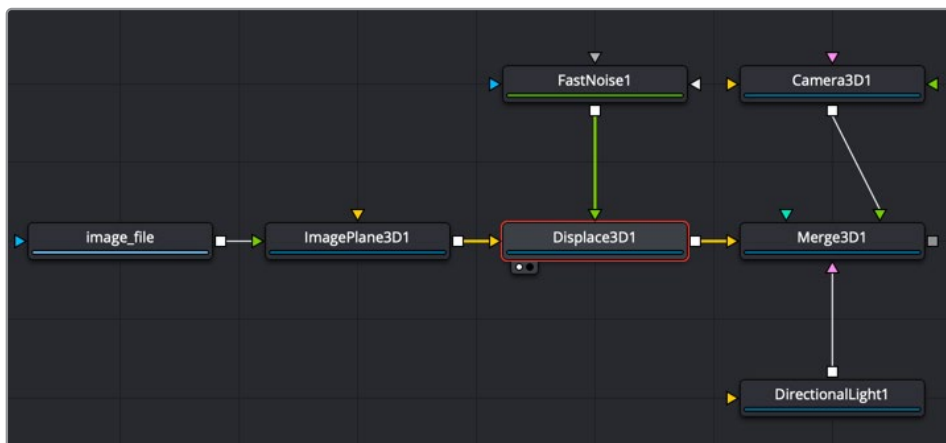 FastNoise1
Camera3D1
image_file
ImagePlane3D1
Displace3D1
Merge3D1
DirectionalLight1